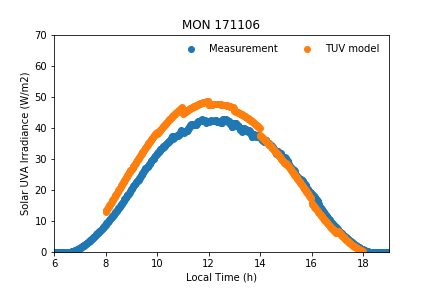 MON 171106
Measurement
TUV model
70
60
50
40
30
20
10
0
Solar UVA Irradiance (W/m2)
6 8 10 12 14 16 18
Local Time (h)